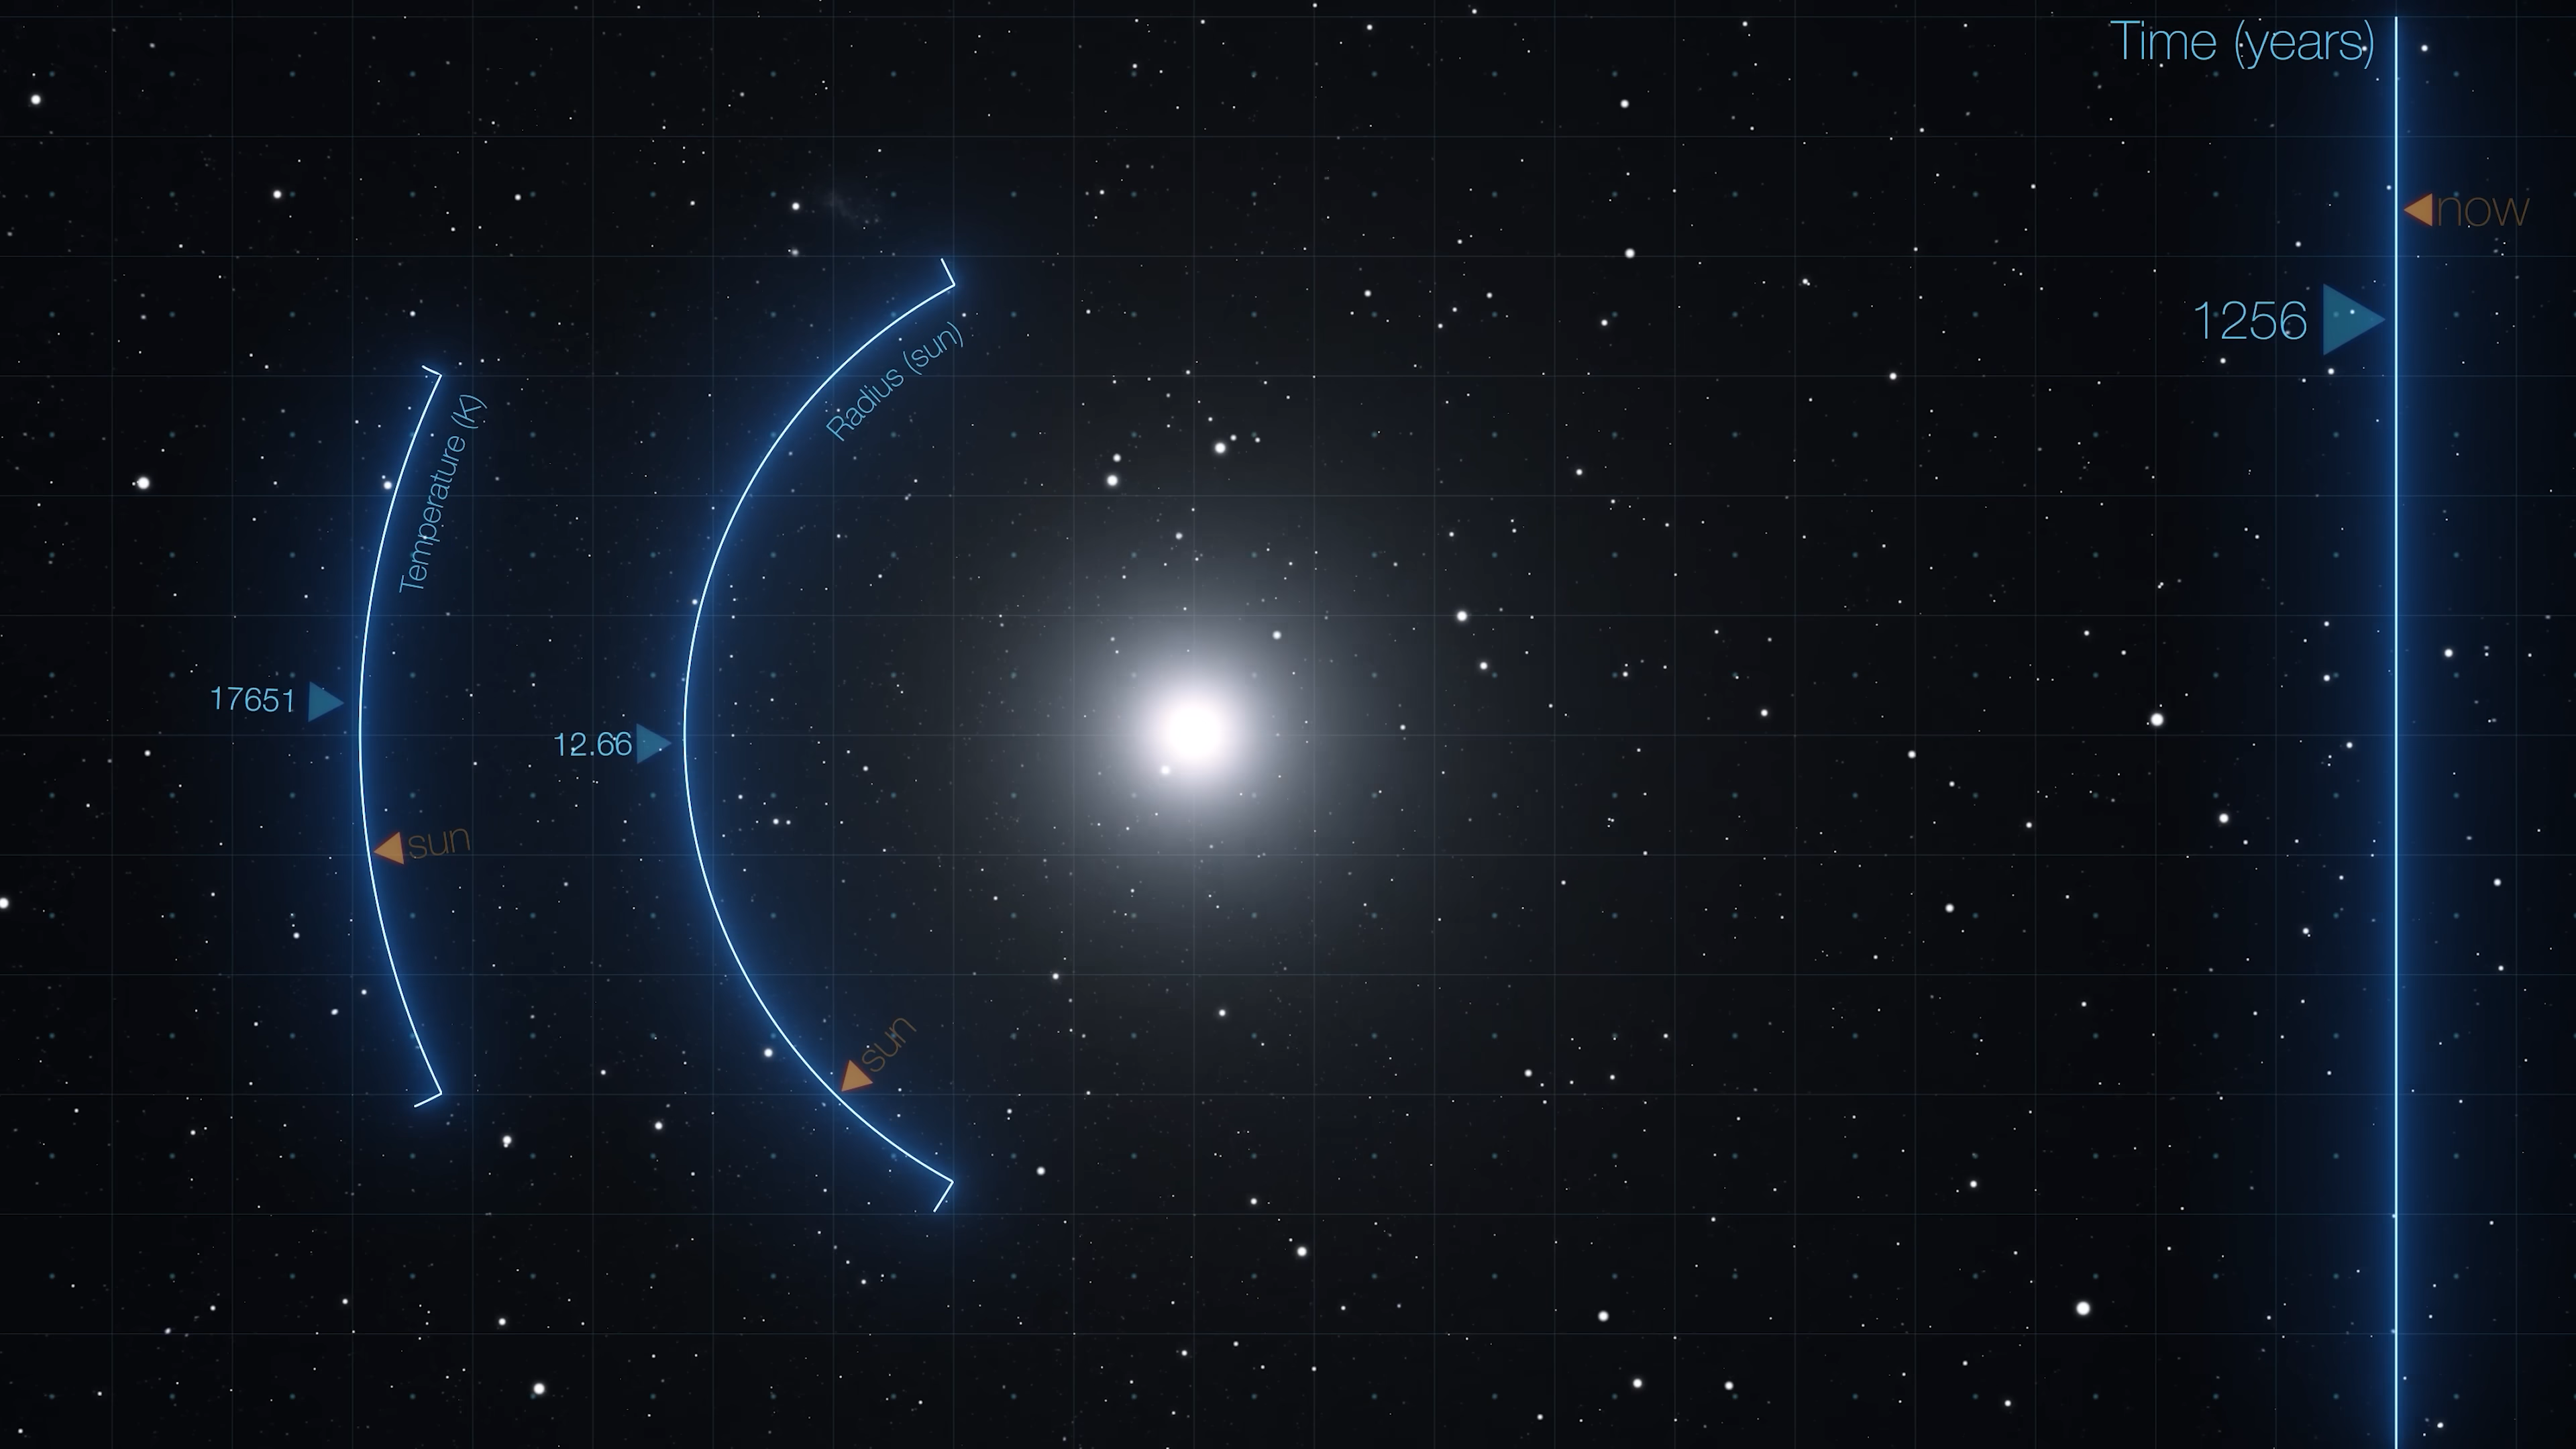 Time (years)
now
1256
Radius (sun)
Temperature (K)
17651
12.66
sun
sun